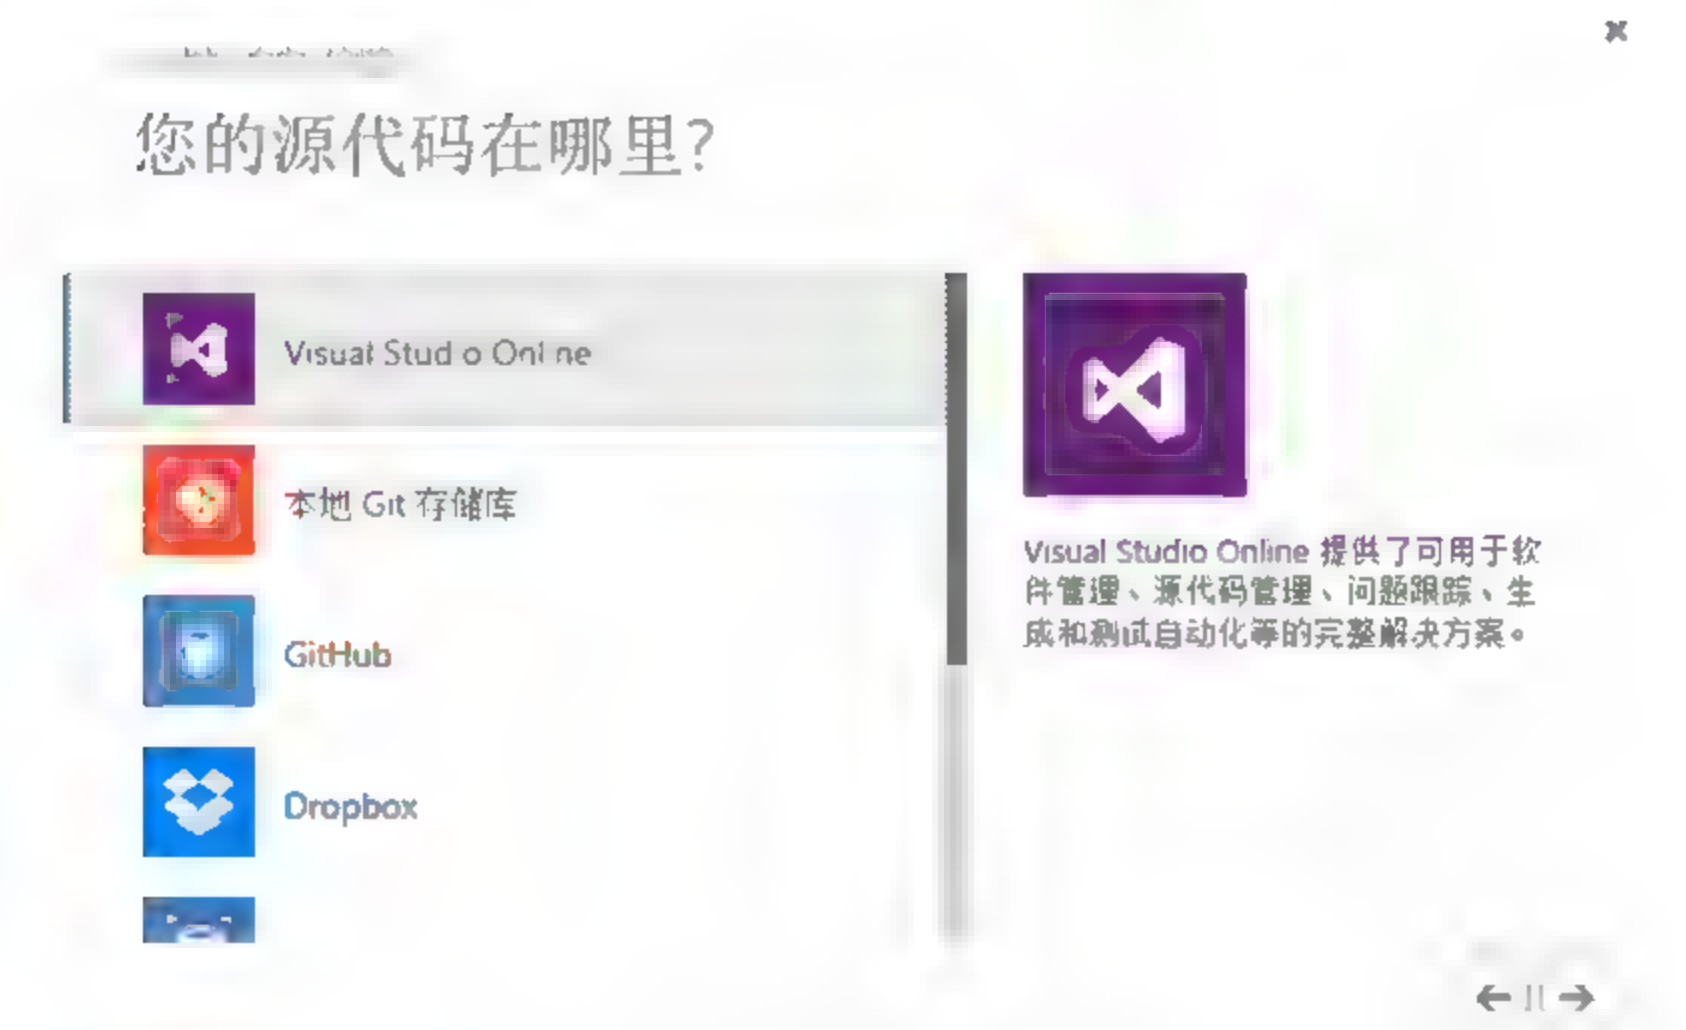 您的源代码在哪里?
Visual Studio Online
本地 Git 存储库
GitHub
Dropbox
Visual Studio Online 提供了可用于软
件管理、源代码管理、问题跟踪、生
成和测试自动化等的完整解决方案。